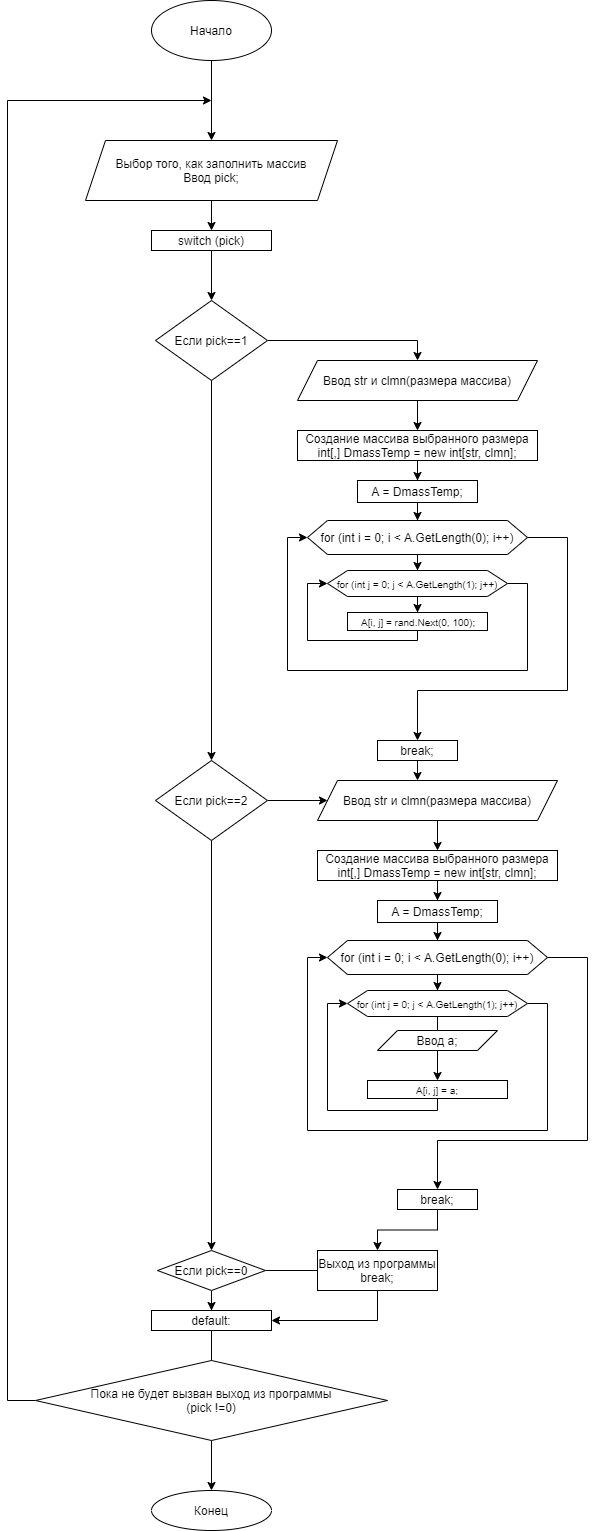 Начало
Выбор того, как заполнить массив
Ввод pick;
switch (pick)
Если pick==1
Ввод str и clmn(размера массива)
Создание массива выбранного размера
int[,] DmassTemp = new int[str, clmn];
A = DmassTemp;
for (int i = 0; i < A.GetLength(0); i++)
for (int j = 0; j < A.GetLength(1); j++)
A[i, j] = rand.Next(0, 100);
break;
Если pick==2
Ввод str и clmn(размера массива)
Создание массива выбранного размера
int[,] DmassTemp = new int[str, clmn];
A = DmassTemp;
for (int i = 0; i < A.GetLength(0); i++)
for (int j = 0; j < A.GetLength(1); j++)
Ввод a;
A[i, j] = a;
break;
Если pick==0
Выход из программы
break;
default:
Пока не будет вызван выход из программы
(pick !=0)
Конец